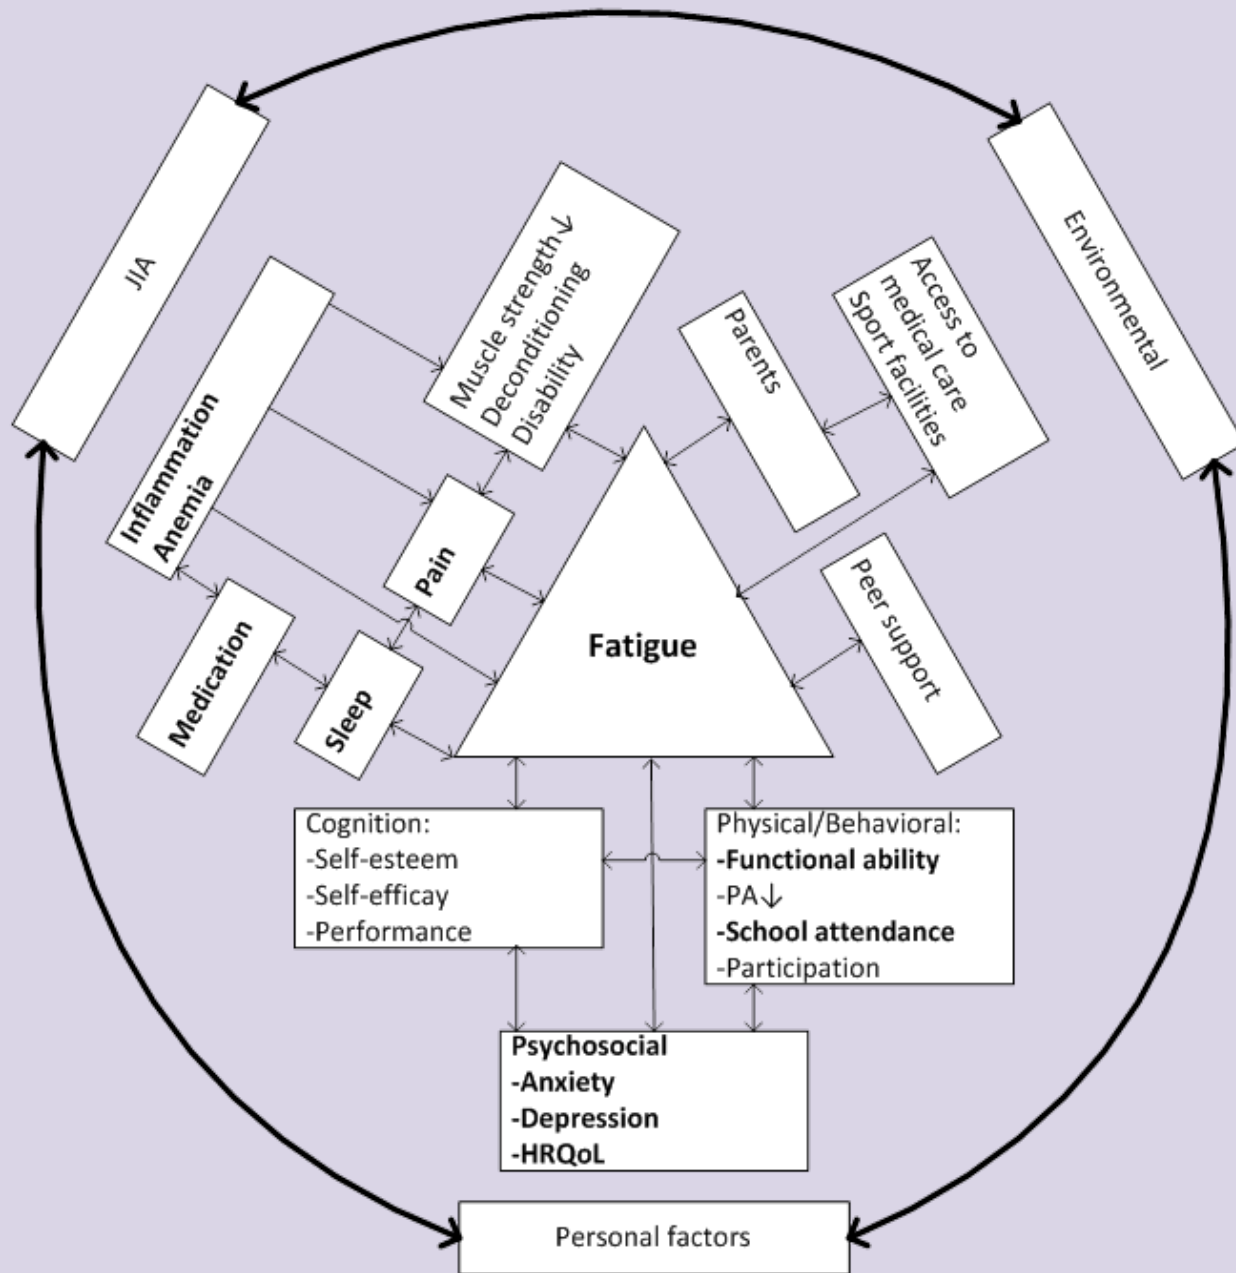 JIA
Environmental
Inflammation
Anemia
Muscle strength↓
Deconditioning
Disability
Parents
Access to
medical care
Sport facilities
Pain
Medication
Sleep
Peer support
Fatigue
Cognition:
-Self-esteem
-Self-efficay
-Performance
Physical/Behavioral:
-Functional ability
-PA↓
-School attendance
-Participation
Psychosocial
-Anxiety
-Depression
-HRQoL
Personal factors